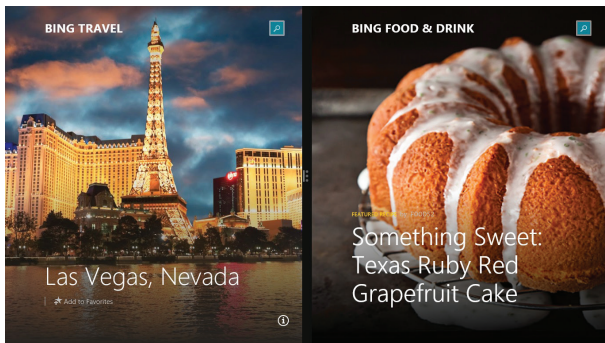 BING TRAVEL
Las Vegas, Nevada
Add to Favorites
BING FOOD & DRINK
Something Sweet:
Texas Ruby Red
Grapefruit Cake